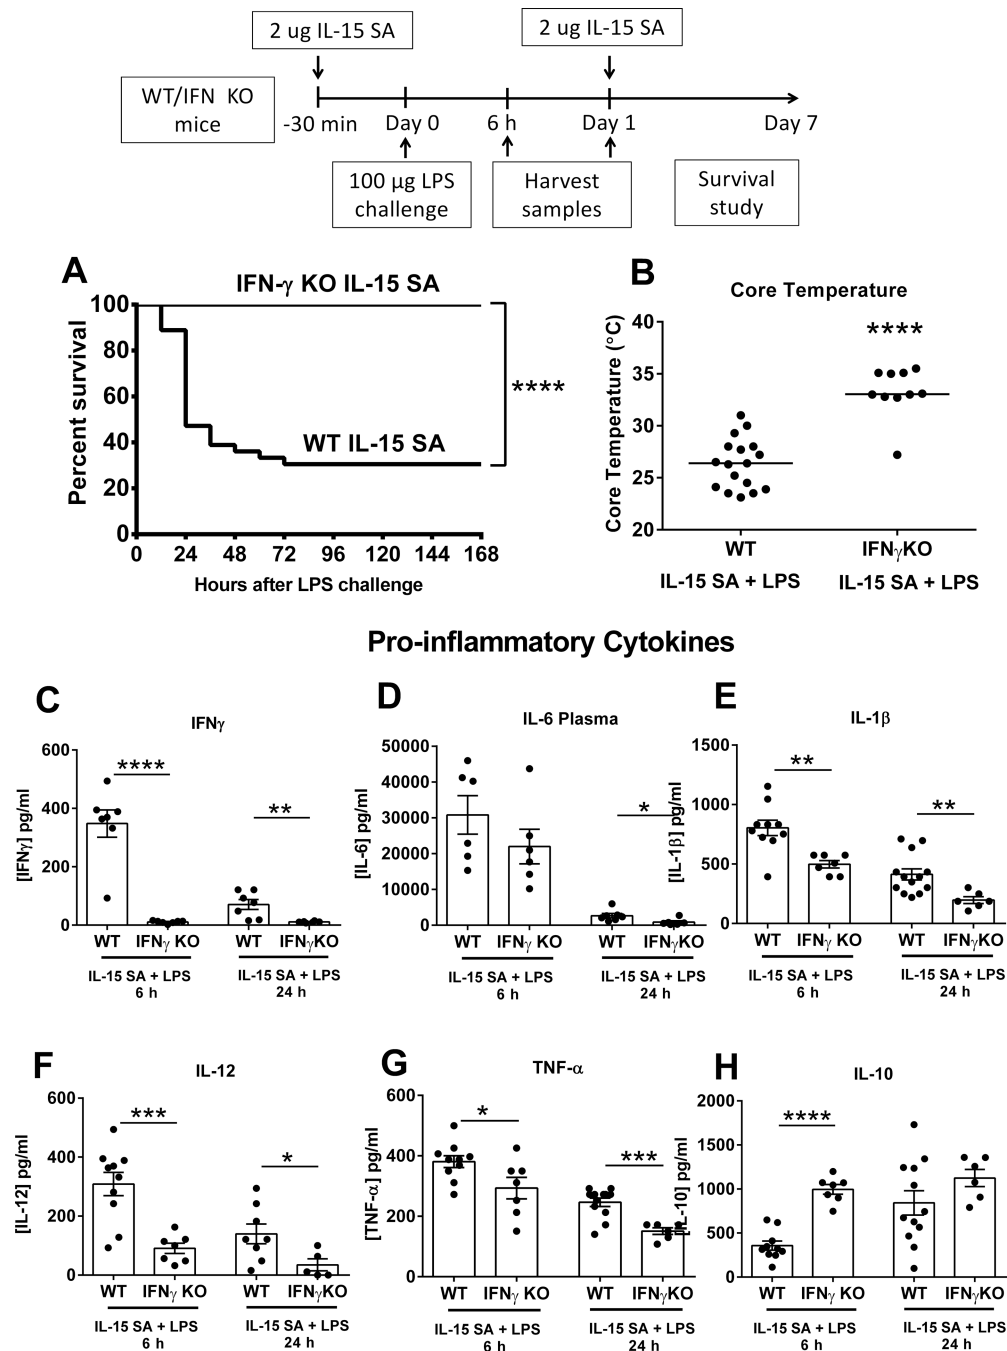 2 ug IL-15 SA
2 ug IL-15 SA
WT/IFN KO
mice
-30 min
Day 0
6 h
Day 1
Day 7
100 µg LPS
challenge
Harvest
samples
Survival
study
A
IFN-γ KO IL-15 SA
100
80
60
40
20
0
Percent survival
****
WT IL-15 SA
0 24 48 72 96 120 144 168
Hours after LPS challenge
B
Core Temperature
Core Temperature (°C)
40
35
30
25
20
****
WT
IFNγKO
IL-15 SA + LPS
IL-15 SA + LPS
Pro-inflammatory Cytokines
C
IFNγ
[IFNγ] pg/ml
600
400
200
0
****
**
WT IFNγ KO WT IFNγKO
IL-15 SA + LPS
6 h
IL-15 SA + LPS
24 h
D
IL-6 Plasma
[IL-6] pg/ml
50000
40000
30000
20000
10000
0
*
WT IFNγ KO WT IFNγKO
IL-15 SA + LPS
6 h
IL-15 SA + LPS
24 h
E
IL-1β
[IL-1β] pg/ml
1500
1000
500
0
**
**
WT IFNγ KO WT IFNγKO
IL-15 SA + LPS
6 h
IL-15 SA + LPS
24 h
F
IL-12
[IL-12] pg/ml
600
400
200
0
***
*
WT IFNγ KO WT IFNγKO
IL-15 SA + LPS
6 h
IL-15 SA + LPS
24 h
G
TNF-α
[TNF-α] pg/ml
600
400
200
0
*
***
WT IFNγ KO WT IFNγKO
IL-15 SA + LPS
6 h
IL-15 SA + LPS
24 h
H
IL-10
L-10] pg/ml
2000
1500
1000
500
0
****
WT IFNγ KO WT IFNγKO
IL-15 SA + LPS
6 h
IL-15 SA + LPS
24 h